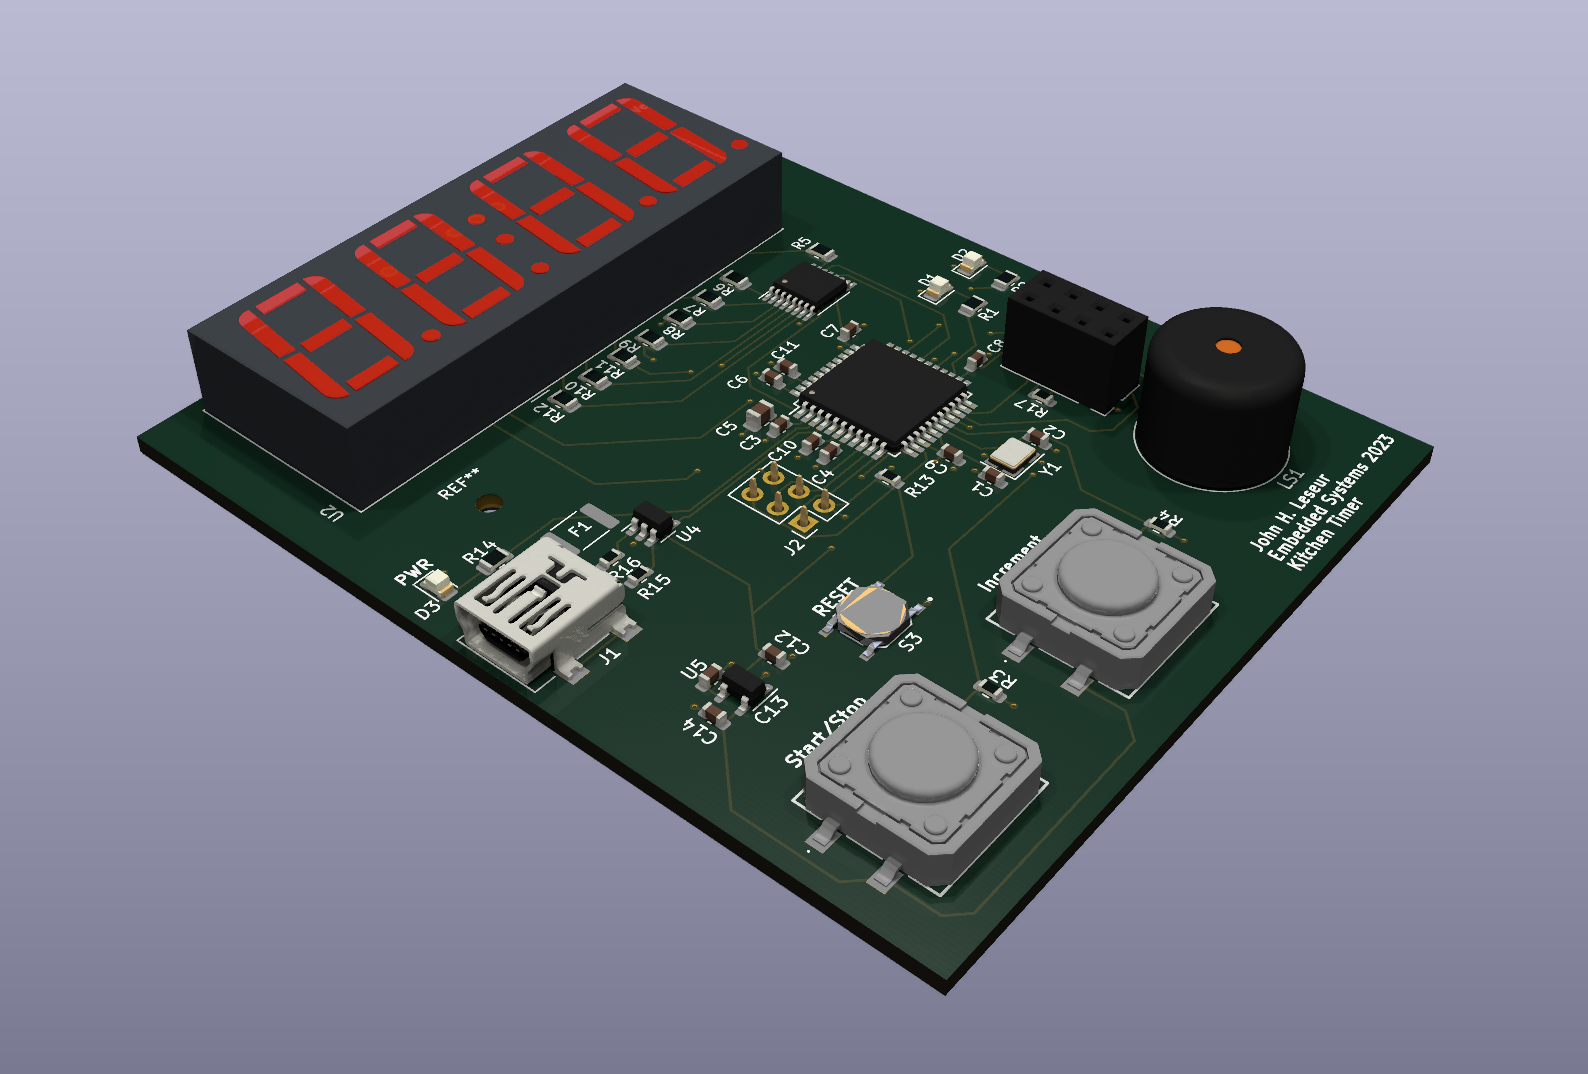 R5
D2
D1
R1
R6
R7
R8
R9
R11
R10
R12
C7
C8
C11
C6
R17
C5
C3
C10
C4
C2
C9
Y1
C1
R13
LS1
John H. Leseur
Embedded Systems 2023
Kitchen Timer
REF**
U2
F1
U4
J2
R4
R14
R16
R15
PWR
D3
J1
Increment
RESET
S3
C12
U5
C13
C14
R3
Start/Stop